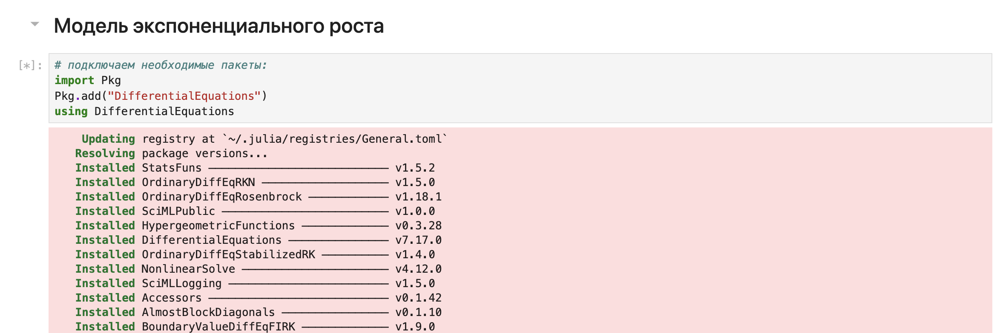 Модель экспоненциального роста
[*]:
# подключаем необходимые пакеты:
import Pkg
Pkg.add("DifferentialEquations")
using DifferentialEquations
Updating registry at `~/.julia/registries/General.toml`
Resolving package versions...
Installed StatsFuns ─────────────────────────── v1.5.2
Installed OrdinaryDiffEqRKN ─────────────────── v1.5.0
Installed OrdinaryDiffEqRosenbrock ──────────── v1.18.1
Installed SciMLPublic ───────────────────────── v1.0.0
Installed HypergeometricFunctions ───────────── v0.3.28
Installed DifferentialEquations ─────────────── v7.17.0
Installed OrdinaryDiffEqStabilizedRK ────────── v1.4.0
Installed NonlinearSolve ────────────────────── v4.12.0
Installed SciMLLogging ──────────────────────── v1.5.0
Installed Accessors ─────────────────────────── v0.1.42
Installed AlmostBlockDiagonals ──────────────── v0.1.10
Installed BoundaryValueDiffEqFIRK ───────────── v1.9.0